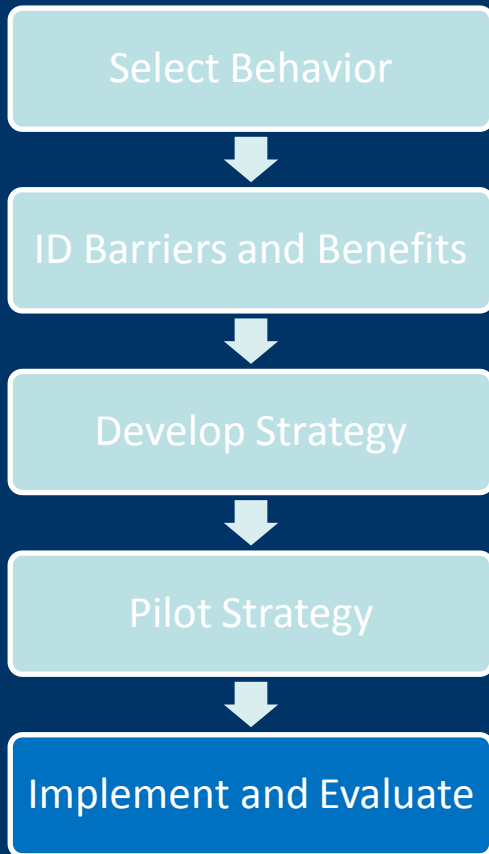 Select Behavior
ID Barriers and Benefits
Develop Strategy
Pilot Strategy
Implement and Evaluate